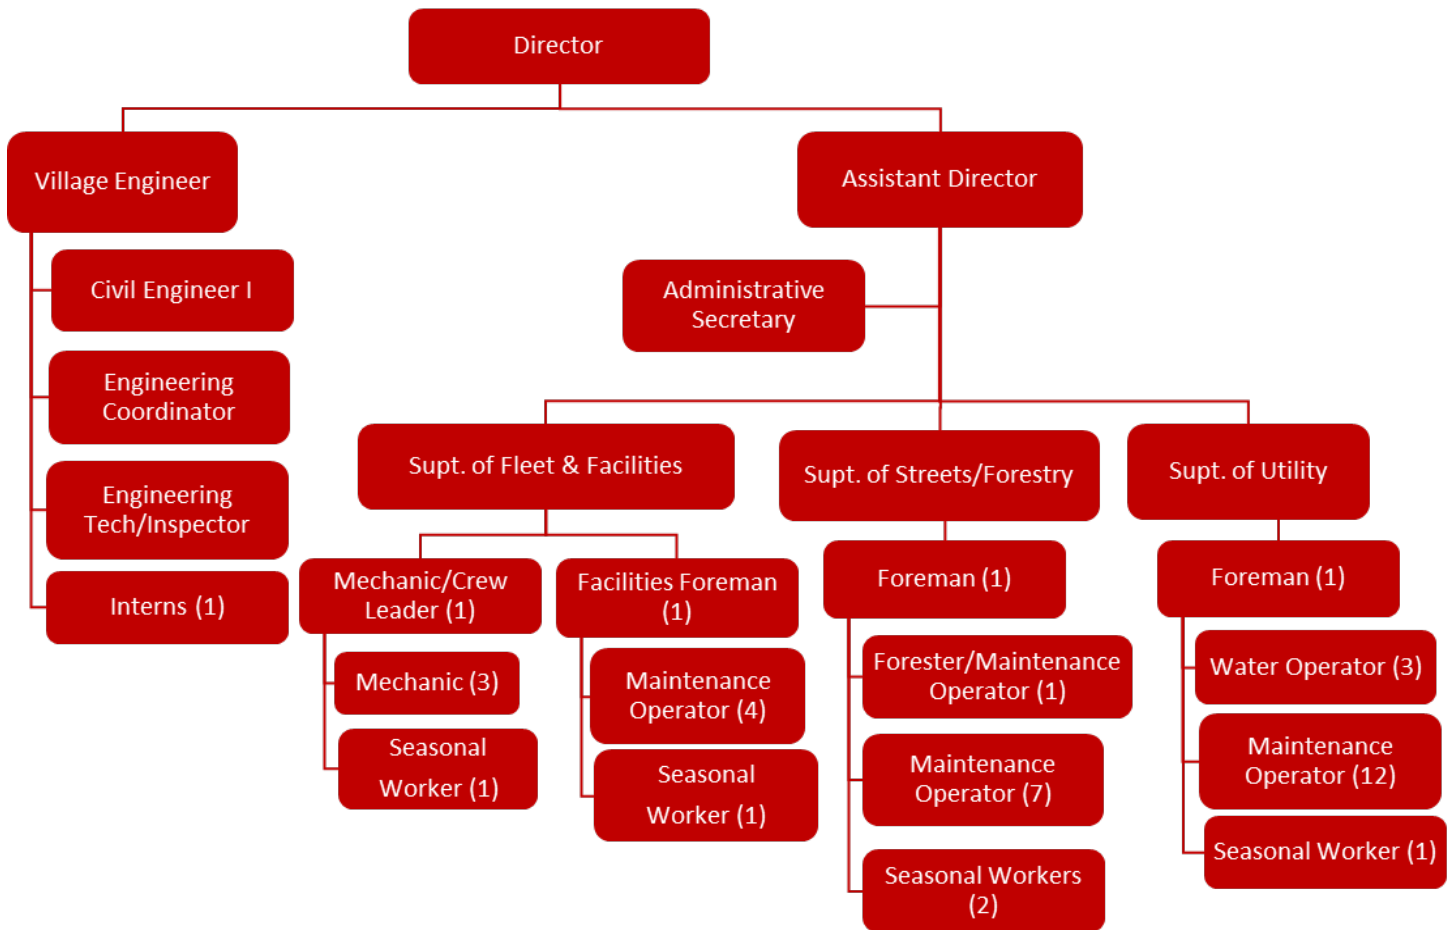 Director
Village Engineer
Assistant Director
Civil Engineer I
Engineering
Coordinator
Engineering
Tech/Inspector
Interns (1)
Administrative
Secretary
Supt. of Fleet & Facilities
Mechanic/Crew
Leader (1)
Mechanic (3)
Seasonal
Worker (1)
Facilities Foreman
(1)
Maintenance
Operator (4)
Seasonal
Worker (1)
Supt. of Streets/Forestry
Foreman (1)
Forester/Maintenance
Operator (1)
Maintenance
Operator (7)
Seasonal Workers
(2)
Supt. of Utility
Foreman (1)
Water Operator (3)
Maintenance
Operator (12)
Seasonal Worker (1)